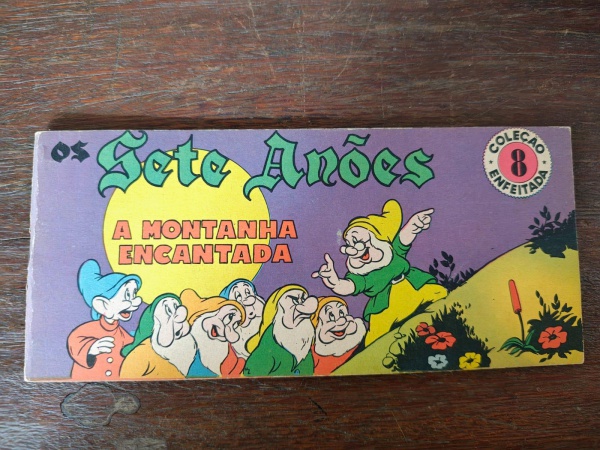 os Sete Anões
A MONTANHA
ENCANTADA
COLEÇÃO
8
ENFEITADA